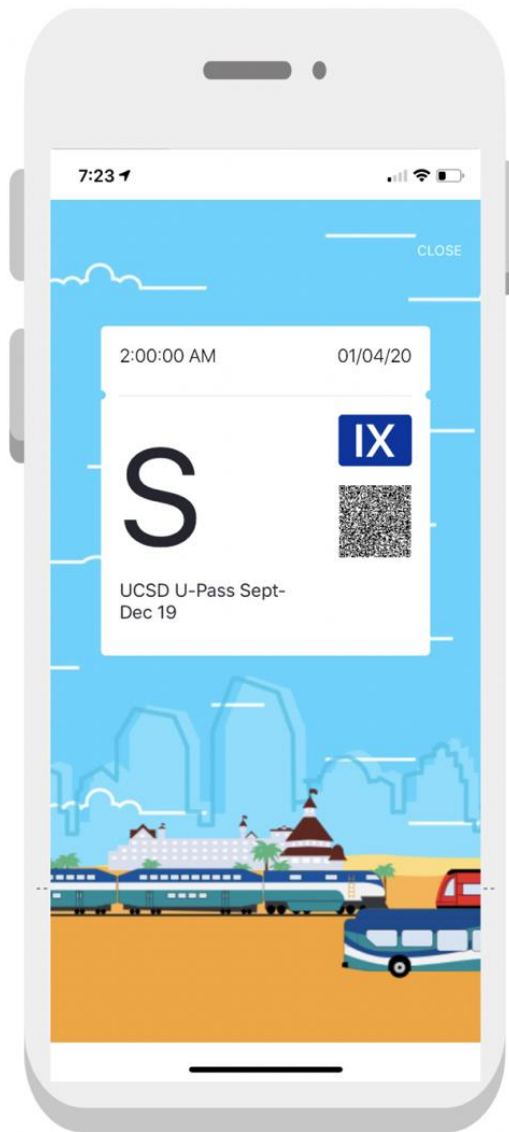 7:23
CLOSE
2:00:00 AM 01/04/20
IX
S
UCSD U-Pass Sept-
Dec 19